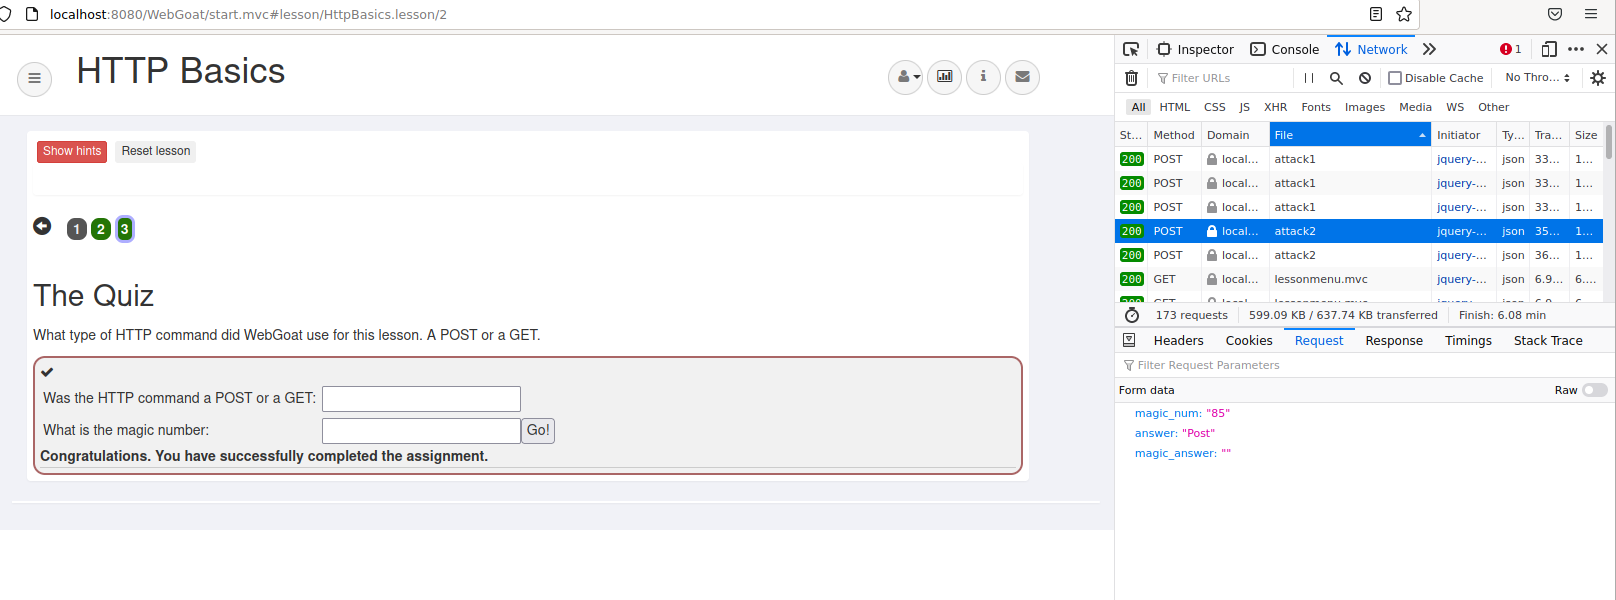 localhost:8080/WebGoat/start.mvc#lesson/HttpBasics.lesson/2
HTTP Basics
Show hints Reset lesson
1 2 3
The Quiz
What type of HTTP command did WebGoat use for this lesson. A POST or a GET.
Was the HTTP command a POST or a GET:
What is the magic number: Go!
Congratulations. You have successfully completed the assignment.
Inspector Console Network 1
Filter URLs Disable Cache No Thro...
All HTML CSS JS XHR Fonts Images Media WS Other
St... Method Domain File Initiator Ty... Tra... Size
200 POST local... attack1 jquery-... json 33... 1...
200 POST local... attack1 jquery-... json 33... 1...
200 POST local... attack1 jquery-... json 33... 1...
200 POST local... attack2 jquery-... json 35... 1...
200 POST local... attack2 jquery-... json 36... 1...
200 GET local... lessonmenu.mvc jquery-... json 6.9... 6....
173 requests 599.09 KB / 637.74 KB transferred Finish: 6.08 min
Headers Cookies Request Response Timings Stack Trace
Filter Request Parameters
Form data Raw
magic_num: "85"
answer: "Post"
magic_answer: ""